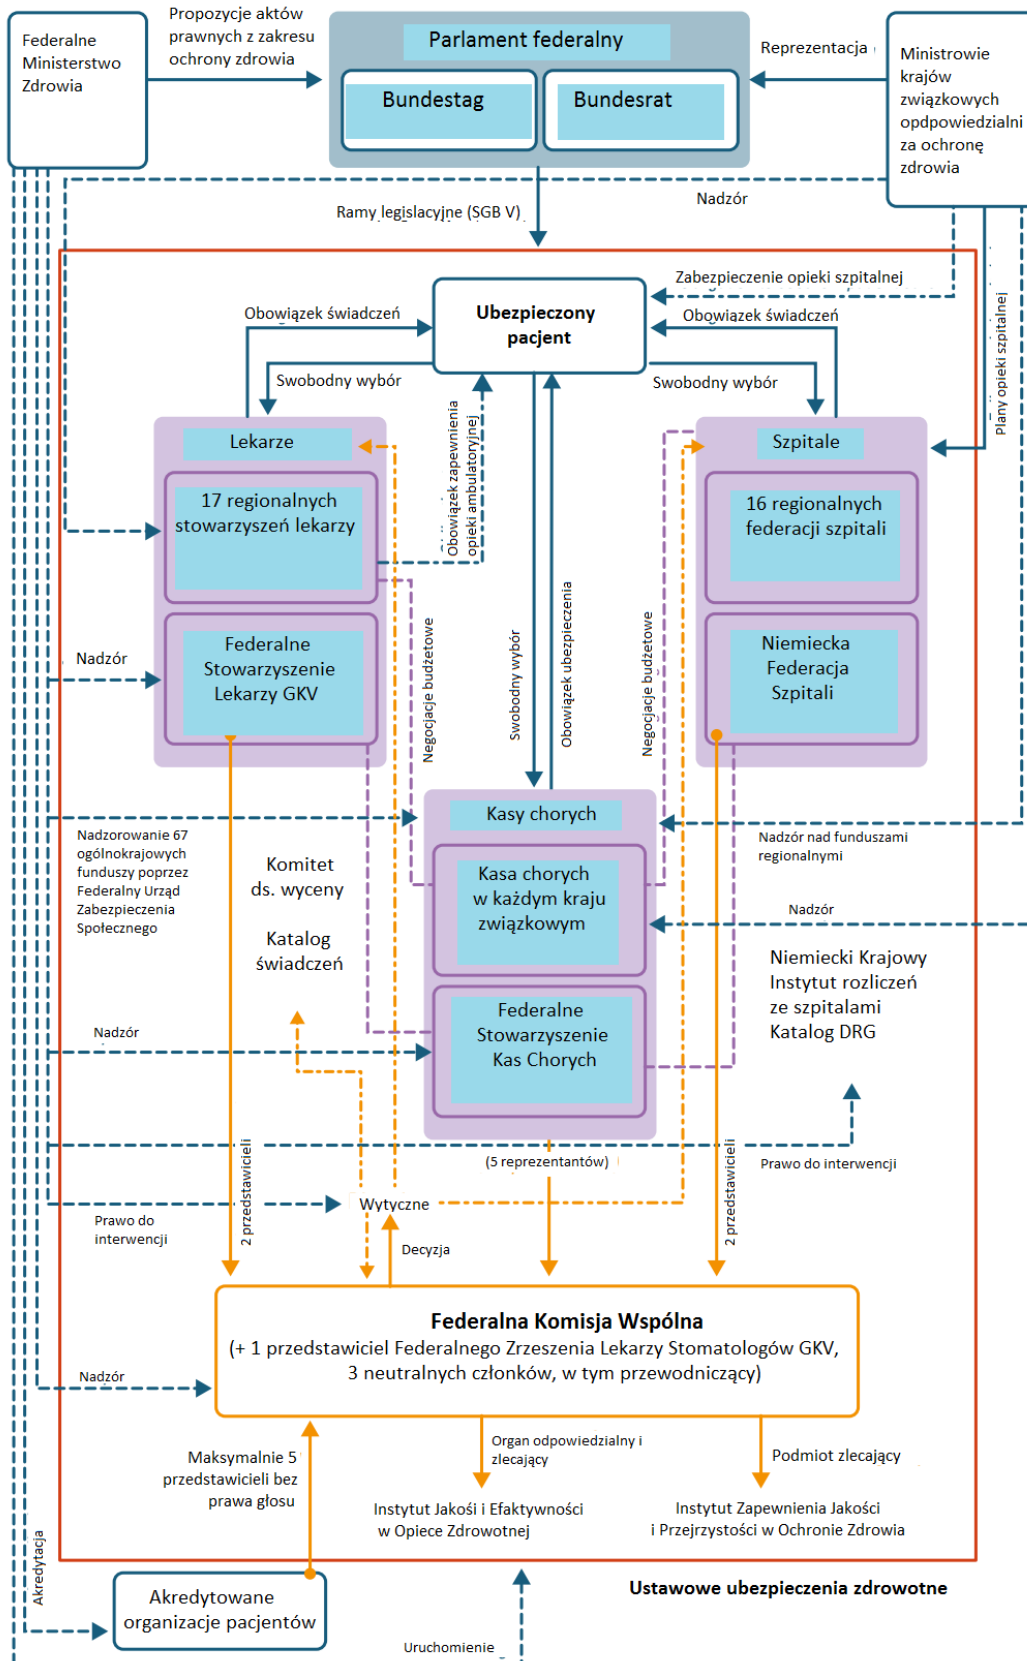 Federalne
Ministerstwo
Zdrowia
Propozycje aktów
prawnych z zakresu
ochrony zdrowia
Parlament federalny
Bundestag
Bundesrat
Reprezentacja
Ministrowie
krajów
związkowych
opdpowiedzialni
za ochronę
zdrowia
Nadzór
Ramy legislacyjne (SGB V)
Zabezpieczenie opieki szpitalnej
Plany opieki szpitalnej
Ubezpieczony
pacjent
Obowiązek świadczeń
Obowiązek świadczeń
Swobodny wybór
Swobodny wybór
Lekarze
17 regionalnych
stowarzyszeń lekarzy
Federalne
Stowarzyszenie
Lekarzy GKV
Obowiązek zapewnienia
opieki ambulatoryjnej
Szpitale
16 regionalnych
federacji szpitali
Niemiecka
Federacja
Szpitali
Nadzór
Negocjacje budżetowe
Swobodny wybór
Obowiązek ubezpieczenia
Negocjacje budżetowe
Kasy chorych
Kasa chorych
w każdym kraju
związkowym
Federalne
Stowarzyszenie
Kas Chorych
Nadzorowanie 67
ogólnokrajowych
funduszy poprzez
Federalny Urząd
Zabezpieczenia
Społecznego
Komitet
ds. wyceny
Katalog
świadczeń
Nadzór nad funduszami
regionalnymi
Nadzór
Niemiecki Krajowy
Instytut rozliczeń
ze szpitalami
Katalog DRG
Nadzór
(5 reprezentantów)
Prawo do interwencji
2 przedstawicieli
2 przedstawicieli
Wytyczne
Prawo do
interwencji
Decyzja
Federalna Komisja Wspólna
(+ 1 przedstawiciel Federalnego Zrzeszenia Lekarzy Stomatologów GKV,
3 neutralnych członków, w tym przewodniczący)
Nadzór
Maksymalnie 5
przedstawicieli bez
prawa głosu
Organ odpowiedzialny i
zlecający
Podmiot zlecający
Instytut Jakośi i Efaktywności
w Opiece Zdrowotnej
Instytut Zapewnienia Jakości
i Przejrzystości w Ochronie Zdrowia
Akredytacja
Akredytowane
organizacje pacjentów
Ustawowe ubezpieczenia zdrowotne
Uruchomienie